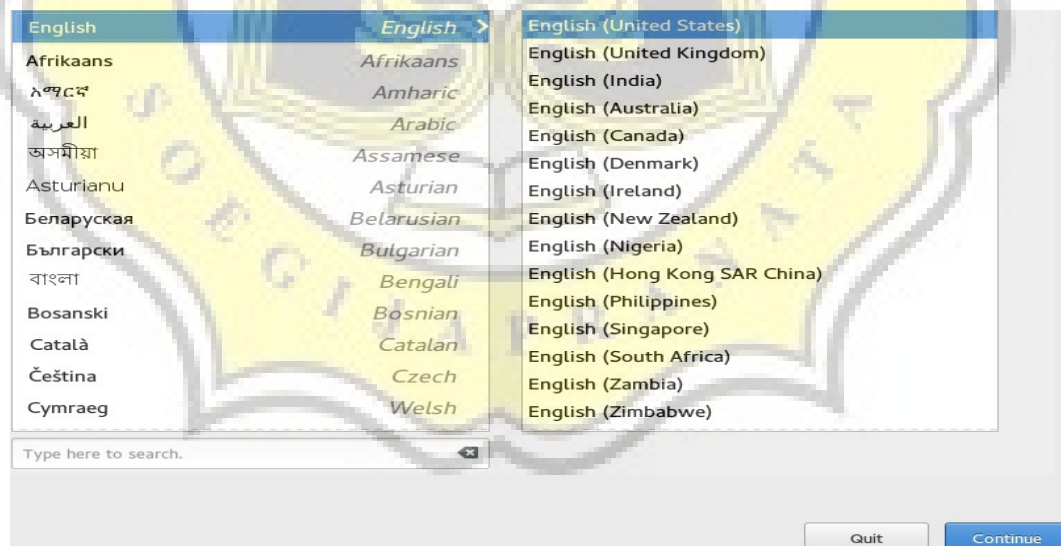 English English
Afrikaans Afrikaans
አማርኛ Amharic
العربية Arabic
অসমীয়া Assamese
Asturianu Asturian
Беларуская Belarusian
Български Bulgarian
বাংলা Bengali
Bosanski Bosnian
Català Catalan
Čeština Czech
Cymraeg Welsh
Type here to search.
English (United States)
English (United Kingdom)
English (India)
English (Australia)
English (Canada)
English (Denmark)
English (Ireland)
English (New Zealand)
English (Nigeria)
English (Hong Kong SAR China)
English (Philippines)
English (Singapore)
English (South Africa)
English (Zambia)
English (Zimbabwe)
Quit Continue
SOEGIJAPRANATA